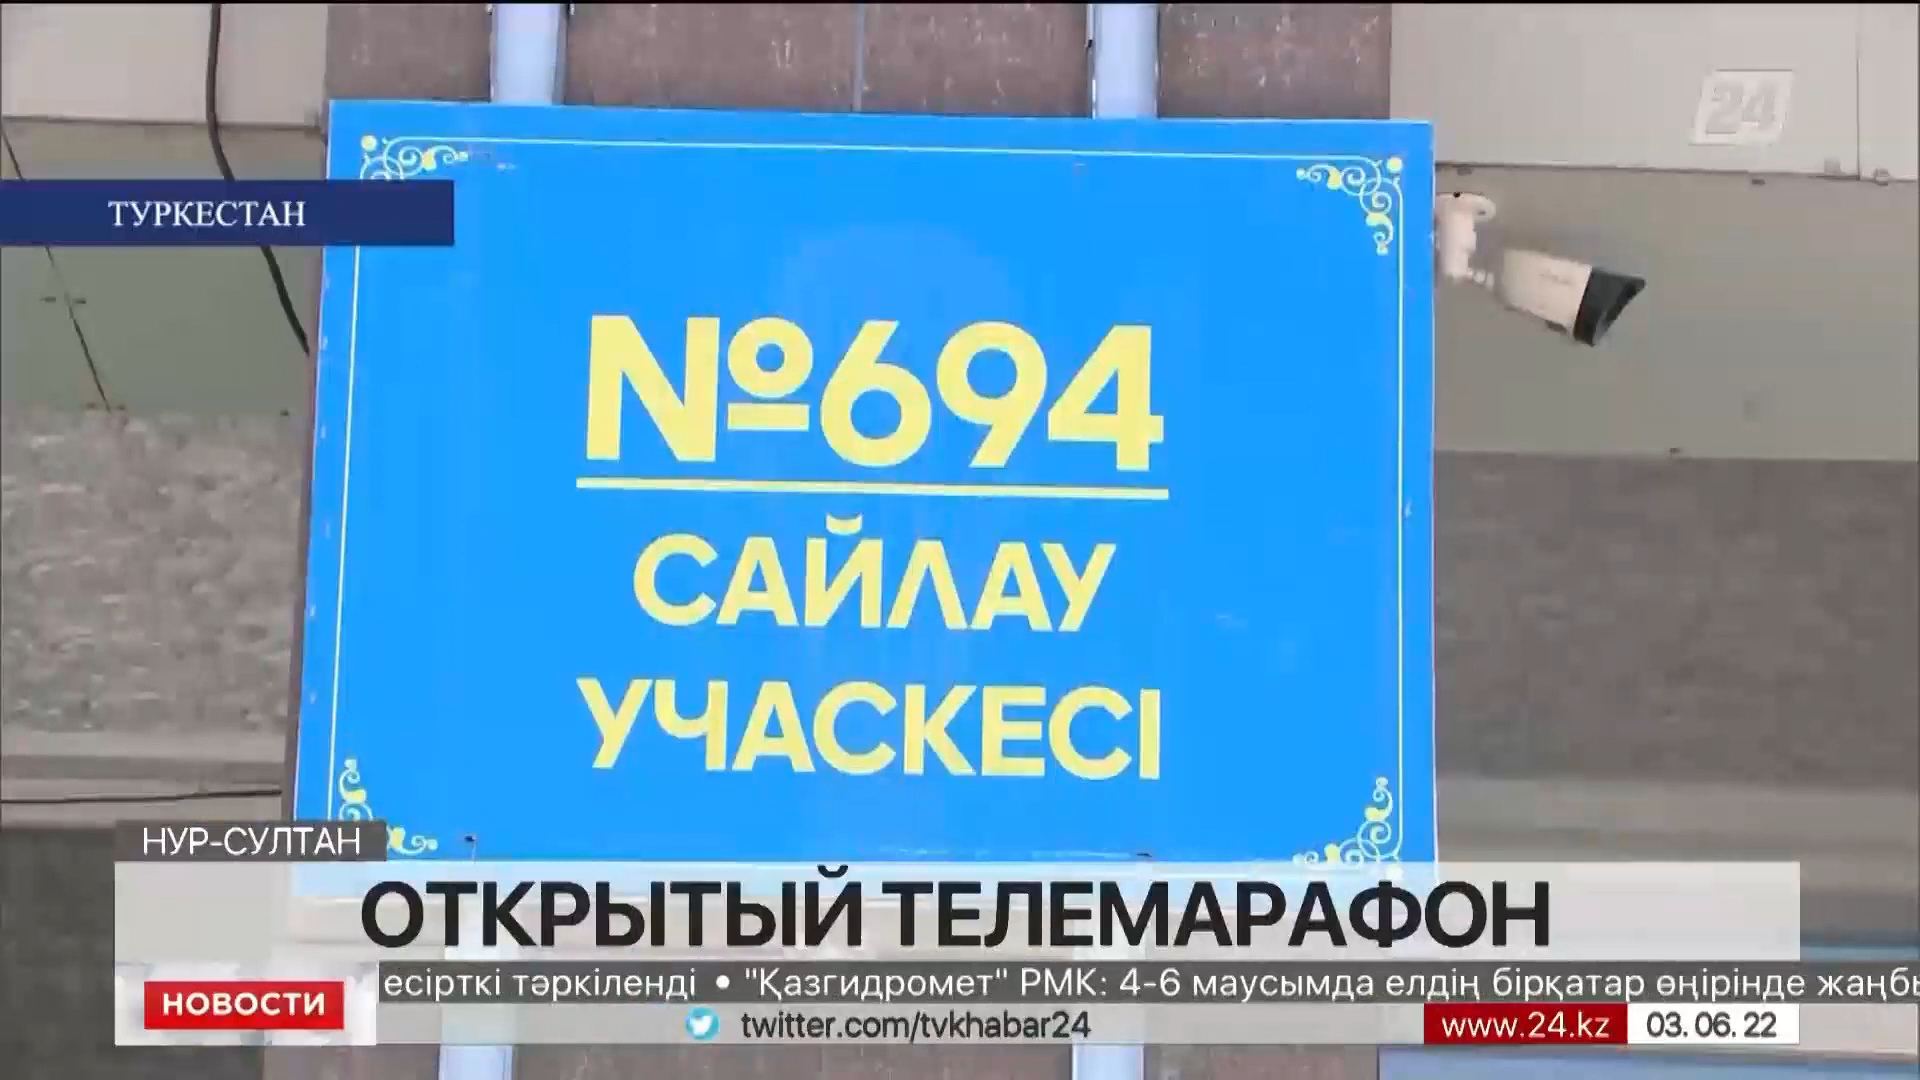 24
ТУРКЕСТАН
№694
САЙЛАУ
УЧАСКЕСІ
НУР-СУЛТАН
ОТКРЫТЫЙ ТЕЛЕМАРАФОН
есірткі тәркіленді • "Қазгидромет" РМК: 4-6 маусымда елдің бірқатар өңірінде жаңбы
НОВОСТИ
twitter.com/tvkhabar24
www.24.kz 03.06.22